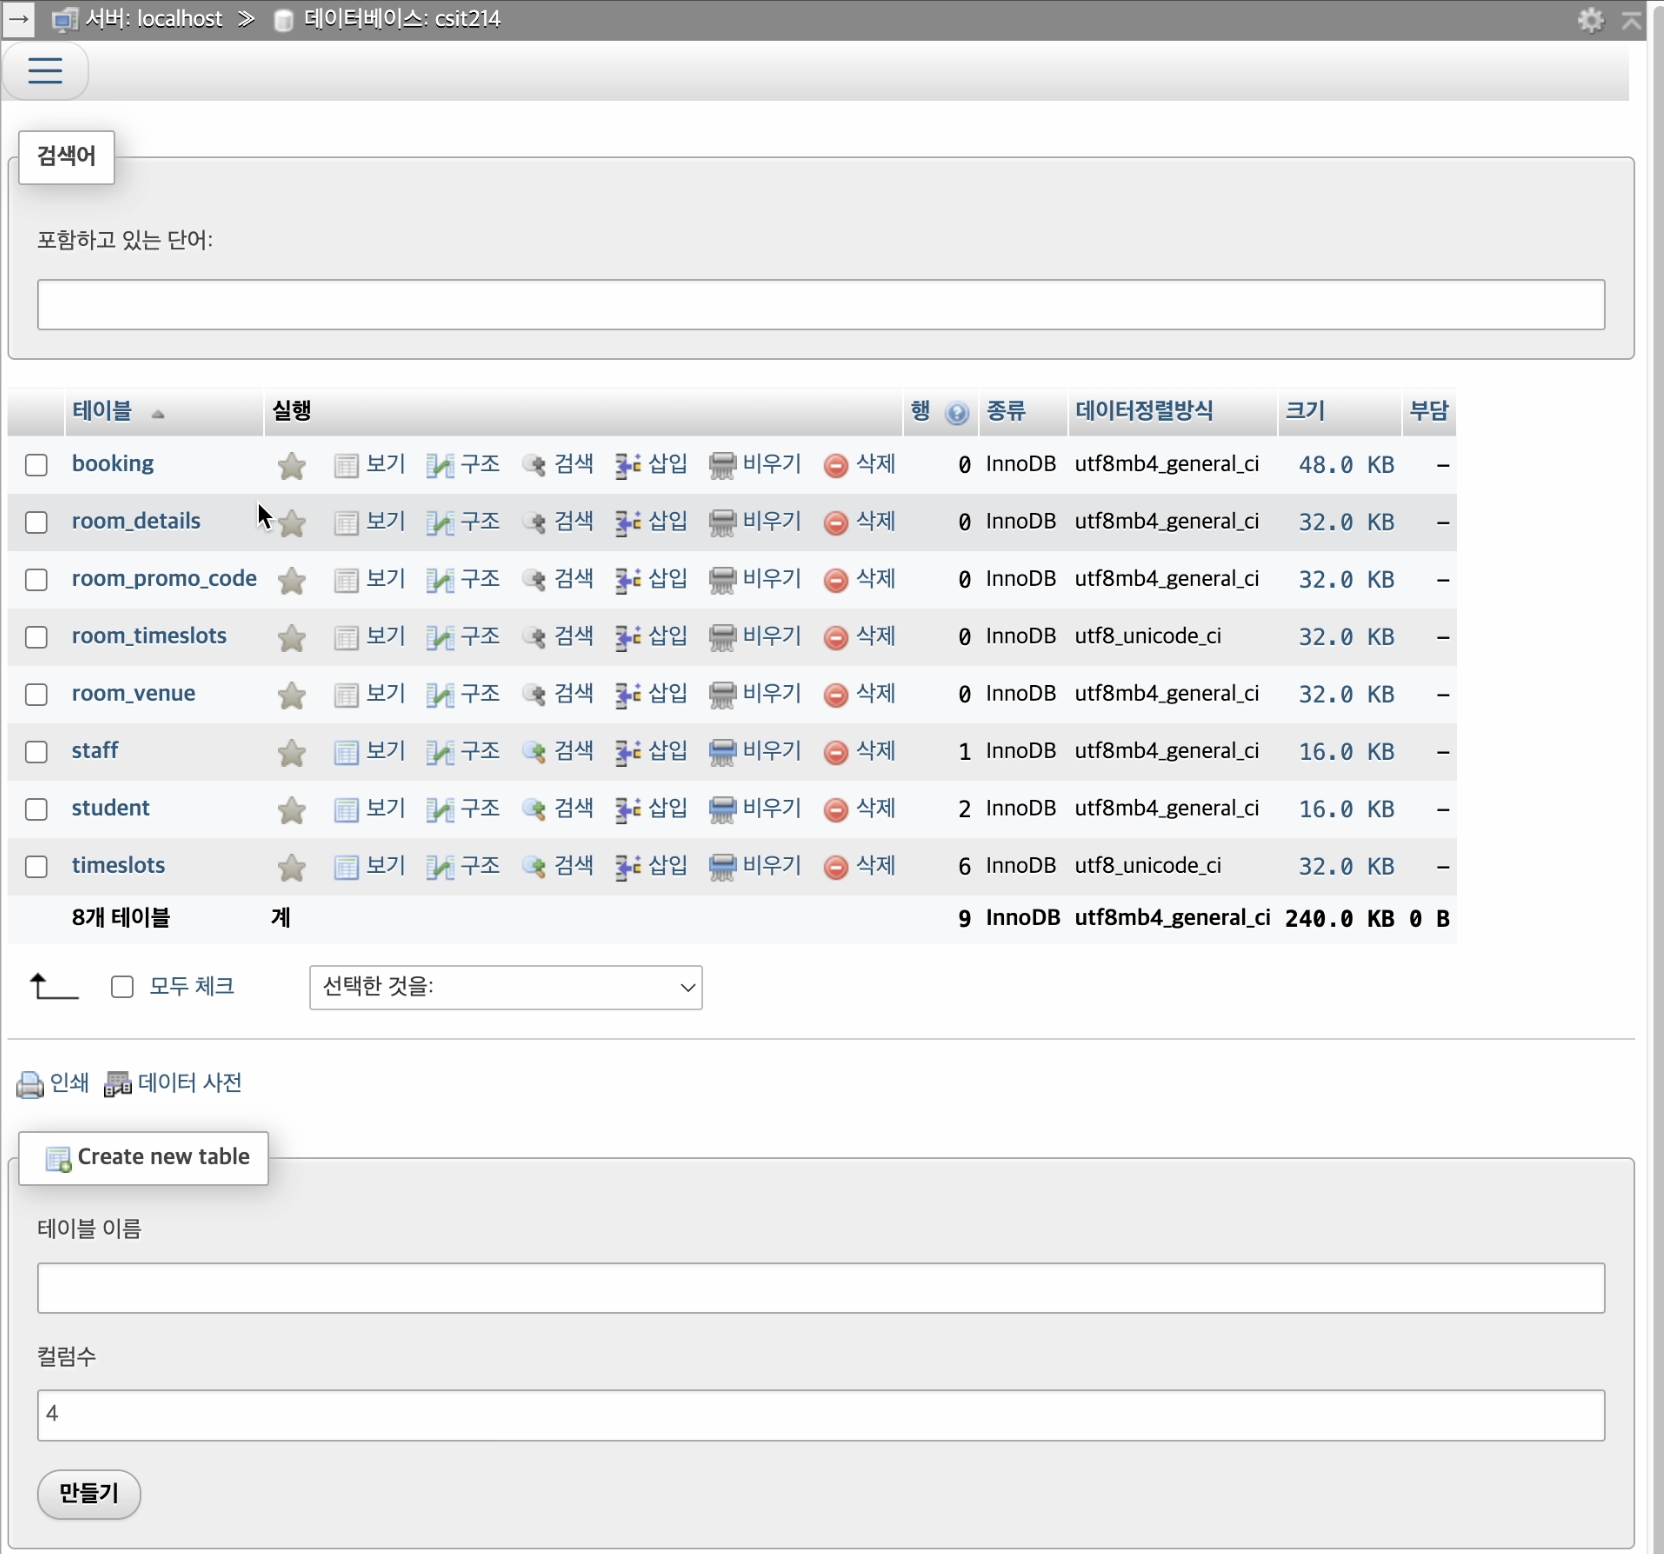 서버: localhost » 데이터베이스: csit214
검색어
포함하고 있는 단어:
테이블 실행 행 종류 데이터정렬방식 크기 부담
booking 보기 구조 검색 삽입 비우기 삭제 0 InnoDB utf8mb4_general_ci 48.0 KB –
room_details 보기 구조 검색 삽입 비우기 삭제 0 InnoDB utf8mb4_general_ci 32.0 KB –
room_promo_code 보기 구조 검색 삽입 비우기 삭제 0 InnoDB utf8mb4_general_ci 32.0 KB –
room_timeslots 보기 구조 검색 삽입 비우기 삭제 0 InnoDB utf8_unicode_ci 32.0 KB –
room_venue 보기 구조 검색 삽입 비우기 삭제 0 InnoDB utf8mb4_general_ci 32.0 KB –
staff 보기 구조 검색 삽입 비우기 삭제 1 InnoDB utf8mb4_general_ci 16.0 KB –
student 보기 구조 검색 삽입 비우기 삭제 2 InnoDB utf8mb4_general_ci 16.0 KB –
timeslots 보기 구조 검색 삽입 비우기 삭제 6 InnoDB utf8_unicode_ci 32.0 KB –
8개 테이블 계 9 InnoDB utf8mb4_general_ci 240.0 KB 0 B
모두 체크 선택한 것을:
인쇄 데이터 사전
Create new table
테이블 이름
컬럼수
4
만들기